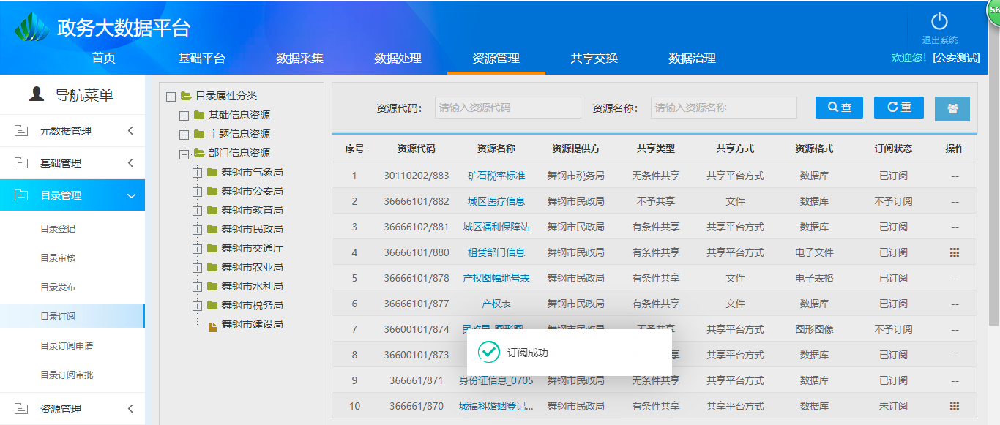 政务大数据平台
56
退出系统
首页 基础平台 数据采集 数据处理 资源管理 共享交换 数据治理 欢迎您! [公安测试]
导航菜单
元数据管理
基础管理
目录管理
目录登记
目录审核
目录发布
目录订阅
目录订阅申请
目录订阅审批
资源管理
目录属性分类
基础信息资源
主题信息资源
部门信息资源
舞钢市气象局
舞钢市公安局
舞钢市教育局
舞钢市民政局
舞钢市交通厅
舞钢市农业局
舞钢市水利局
舞钢市税务局
舞钢市建设局
资源代码: 请输入资源代码 资源名称: 请输入资源名称 查 重
序号 资源代码 资源名称 资源提供方 共享类型 共享方式 资源格式 订阅状态 操作
1 30110202/883 矿石税率标准 舞钢市税务局 无条件共享 共享平台方式 数据库 已订阅 --
2 36666101/882 城区医疗信息 舞钢市民政局 不予共享 文件 数据库 不予订阅 --
3 36666102/881 城区福利保障站 舞钢市民政局 有条件共享 共享平台方式 数据库 已订阅 --
4 36666101/880 租赁部门信息 舞钢市民政局 有条件共享 共享平台方式 电子文件 已订阅
5 36666101/878 产权图幅地号表 舞钢市民政局 有条件共享 文件 电子表格 已订阅 --
6 36666101/877 产权表 舞钢市民政局 有条件共享 文件 数据库 已订阅 --
7 36600101/874 民政局_图形图... 舞钢市民政局 不予共享 共享平台方式 图形图像 不予订阅 --
8 36600101/873 享 共享平台方式 数据库 已订阅 --
订阅成功
9 366661/871 身份证信息_0705 舞钢市民政局 无条件共享 共享平台方式 数据库 已订阅 --
10 366661/870 城福科婚姻登记... 舞钢市民政局 有条件共享 共享平台方式 数据库 未订阅